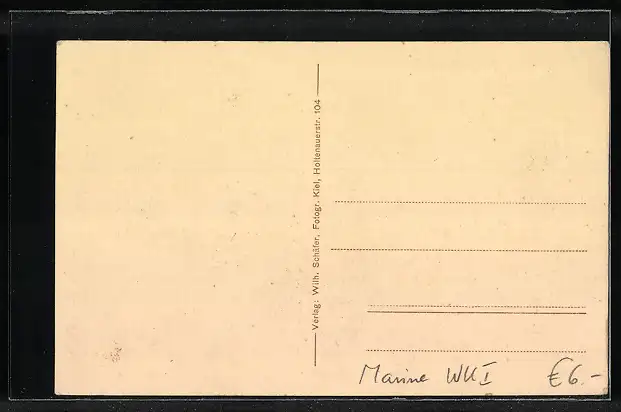 Verlag: Wilh. Schäfer, Fotogr. Kiel, Holtenauerstr. 104
Marine WK I €6.-